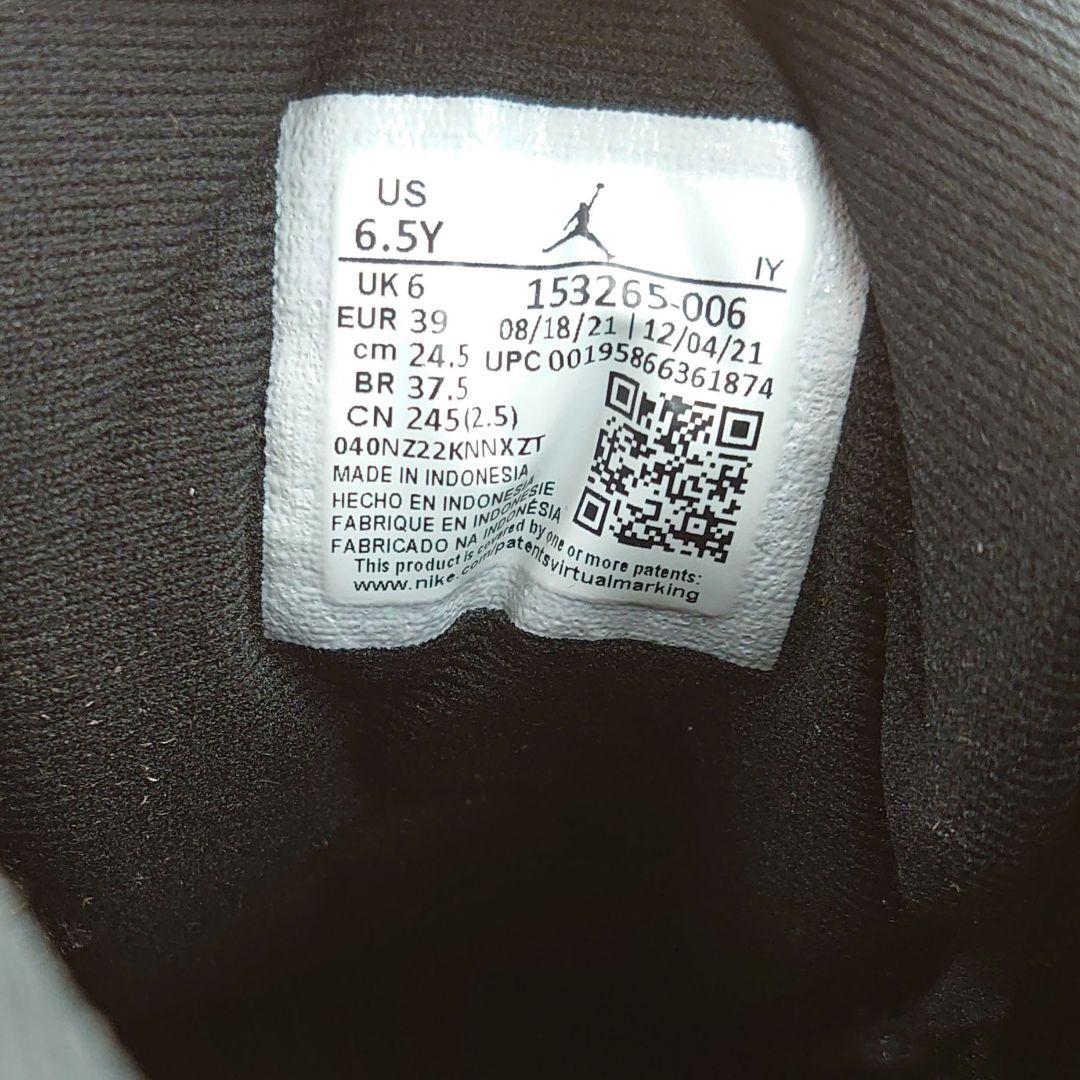 US
6.5Y
IY
UK 6
153265-006
EUR 39
08/18/21 | 12/04/21
cm 24.5
UPC 00195866361874
BR 37.5
CN 245(2.5)
040NZ22KNNXZT
MADE IN INDONESIA
HECHO EN INDONESIA
FABRIQUE EN INDONESIE
FABRICADO NA INDONÉSIA
This product is covered by one or more patents:
www.nike.com/patentsvirtualmarking